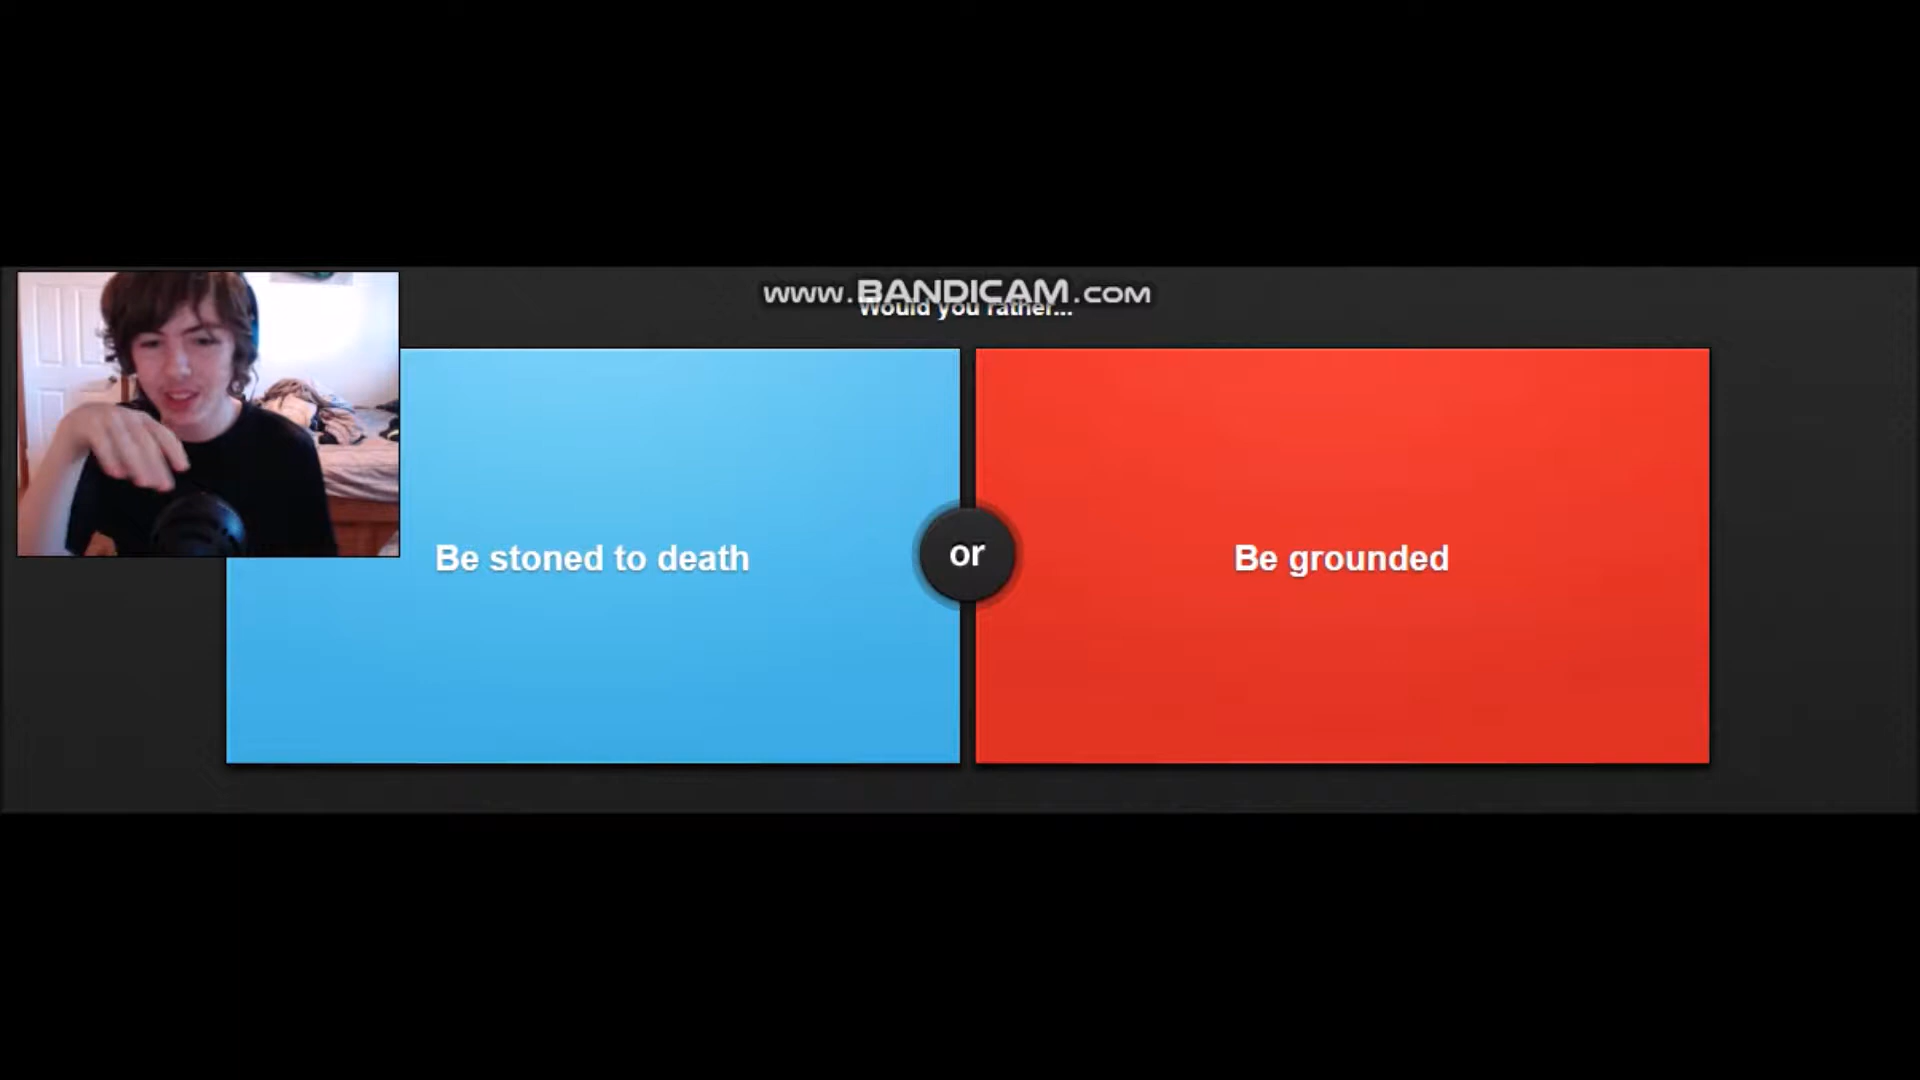 www.BANDICAM.com
Would you rather...
Be stoned to death
or
Be grounded